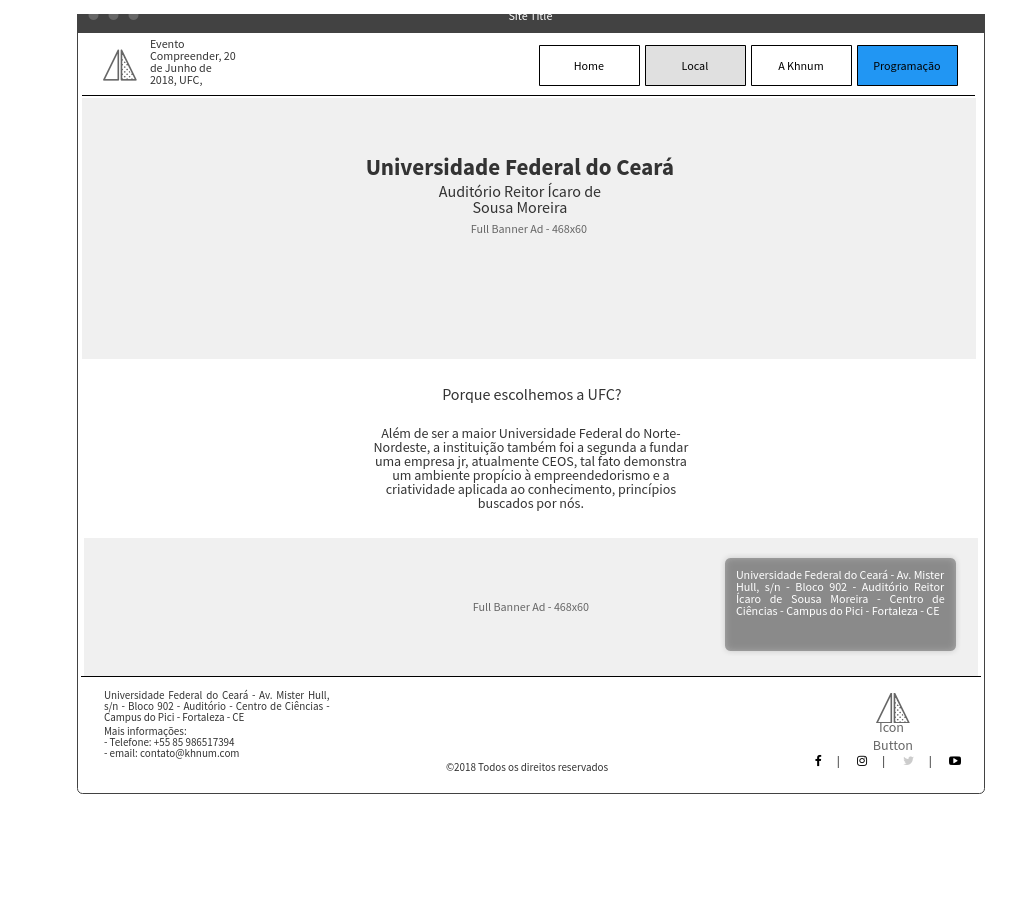 Site Title
Evento
Compreender, 20
de Junho de
2018, UFC,
Home
Local
A Khnum
Programação
Universidade Federal do Ceará
Auditório Reitor Ícaro de
Sousa Moreira
Full Banner Ad - 468x60
Porque escolhemos a UFC?
Além de ser a maior Universidade Federal do Norte-
Nordeste, a instituição também foi a segunda a fundar
uma empresa jr, atualmente CEOS, tal fato demonstra
um ambiente propício à empreendedorismo e a
criatividade aplicada ao conhecimento, princípios
buscados por nós.
Full Banner Ad - 468x60
Universidade Federal do Ceará - Av. Mister
Hull, s/n - Bloco 902 - Auditório Reitor
Ícaro de Sousa Moreira - Centro de
Ciências - Campus do Pici - Fortaleza - CE
Universidade Federal do Ceará - Av. Mister Hull,
s/n - Bloco 902 - Auditório - Centro de Ciências -
Campus do Pici - Fortaleza - CE
Mais informações:
- Telefone: +55 85 986517394
- email: contato@khnum.com
©2018 Todos os direitos reservados
Icon
Button
| | |